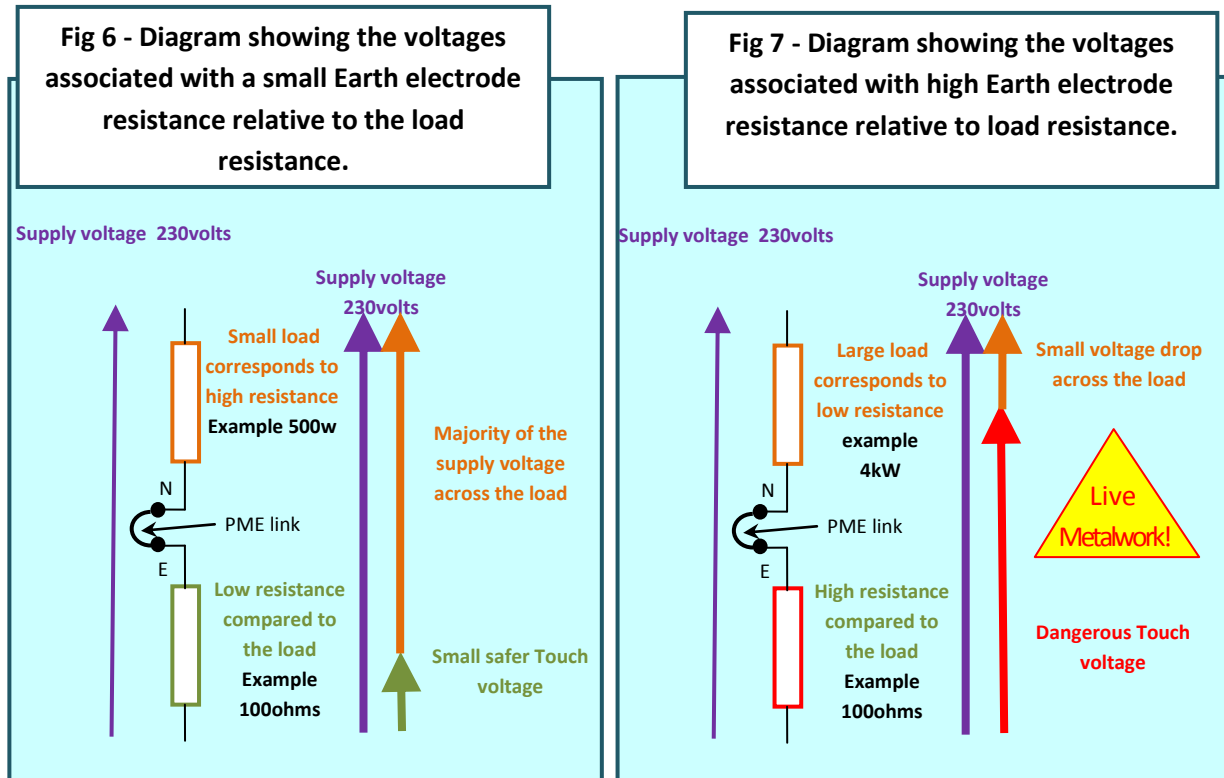 Fig 6 - Diagram showing the voltages
associated with a small Earth electrode
resistance relative to the load
resistance.
Supply voltage 230volts
Supply voltage
230volts
Small load
corresponds to
high resistance
Example 500w
Majority of the
supply voltage
across the load
N
PME link
E
Low resistance
compared to
the load
Example
100ohms
Small safer Touch
voltage
Fig 7 - Diagram showing the voltages
associated with high Earth electrode
resistance relative to load resistance.
Supply voltage 230volts
Supply voltage
230volts
Large load
corresponds to
low resistance
example
4kW
Small voltage drop
across the load
N
PME link
E
Live
Metalwork!
High resistance
compared to
the load
Example
100ohms
Dangerous Touch
voltage